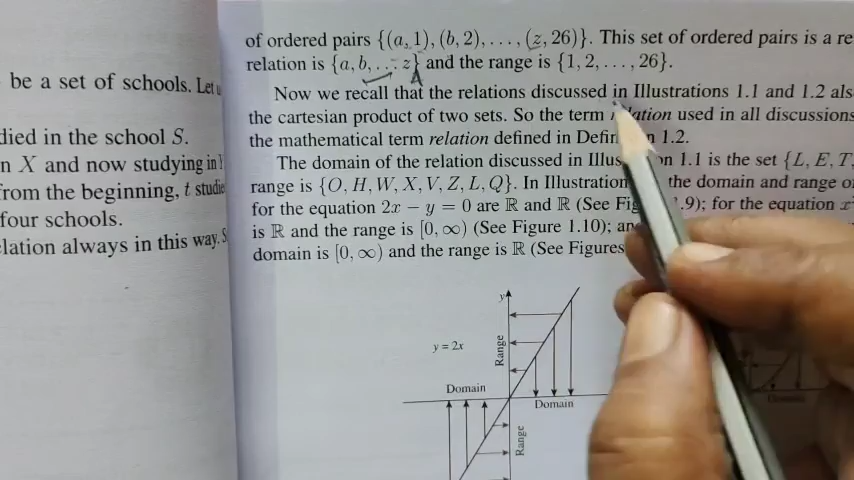 be a set of schools. Let
died in the school S.
n X and now studying in
from the beginning, t studie
four schools.
elation always in this way.
of ordered pairs {(a, 1), (b, 2), . . . , (z, 26)}. This set of ordered pairs is a re
relation is {a, b, . . . z} and the range is {1, 2, . . . , 26}.
Now we recall that the relations discussed in Illustrations 1.1 and 1.2 als
the cartesian product of two sets. So the term relation used in all discussions
the mathematical term relation defined in Defin n 1.2.
The domain of the relation discussed in Illus on 1.1 is the set {L, E, T,
range is {O, H, W, X, V, Z, L, Q}. In Illustration the domain and range o
for the equation 2x − y = 0 are ℝ and ℝ (See Fig 1.9); for the equation
is ℝ and the range is [0, ∞) (See Figure 1.10); an
domain is [0, ∞) and the range is ℝ (See Figures
y
y = 2x
Range
Domain
Domain
Range
Domain